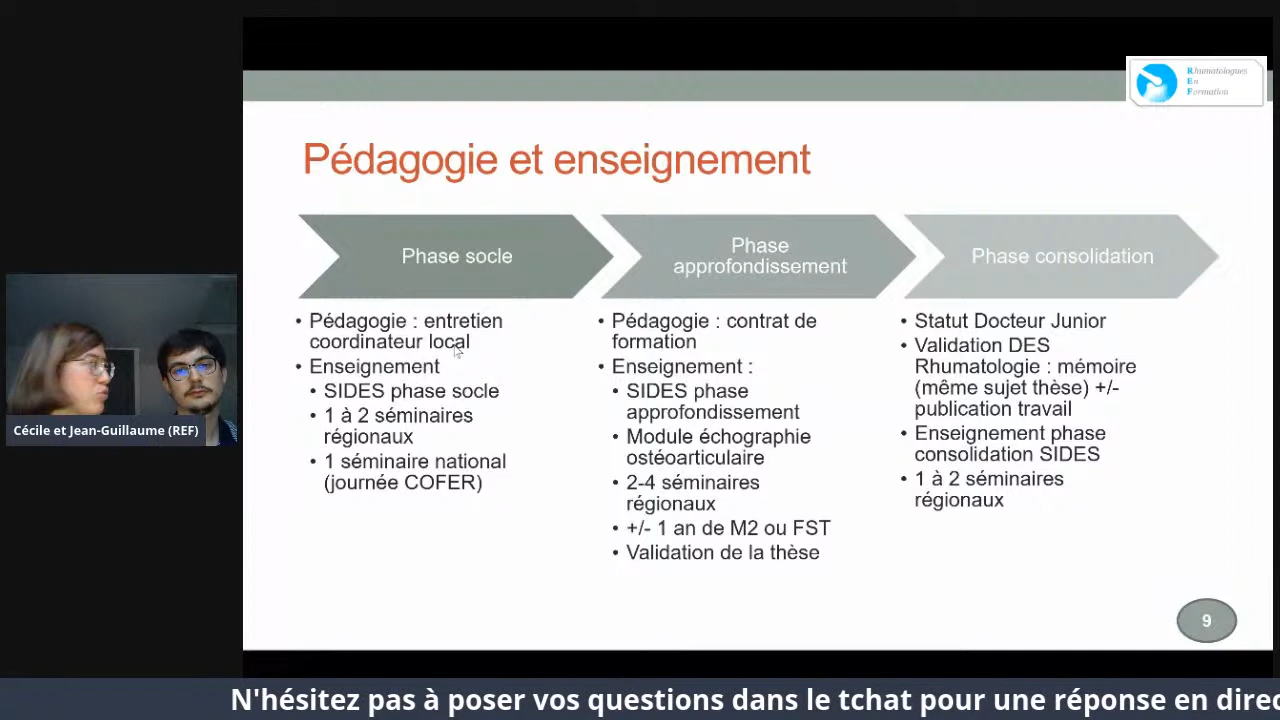 Rhumatologues
En
Formation
Pédagogie et enseignement
Phase socle
Phase
approfondissement
Phase consolidation
• Pédagogie : entretien
coordinateur local
• Enseignement
• SIDES phase socle
• 1 à 2 séminaires
régionaux
• 1 séminaire national
(journée COFER)
• Pédagogie : contrat de
formation
• Enseignement :
• SIDES phase
approfondissement
• Module échographie
ostéoarticulaire
• 2-4 séminaires
régionaux
• +/- 1 an de M2 ou FST
• Validation de la thèse
• Statut Docteur Junior
• Validation DES
Rhumatologie : mémoire
(même sujet thèse) +/-
publication travail
• Enseignement phase
consolidation SIDES
• 1 à 2 séminaires
régionaux
Cécile et Jean-Guillaume (REF)
9
N'hésitez pas à poser vos questions dans le tchat pour une réponse en direc